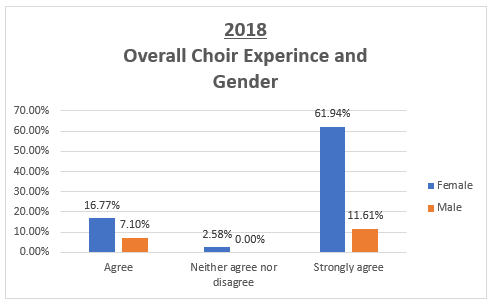 2018
Overall Choir Experince and
Gender
70.00%
60.00%
50.00%
40.00%
30.00%
20.00%
10.00%
0.00%
16.77%
7.10%
2.58%
0.00%
61.94%
11.61%
Agree
Neither agree nor
disagree
Strongly agree
Female
Male